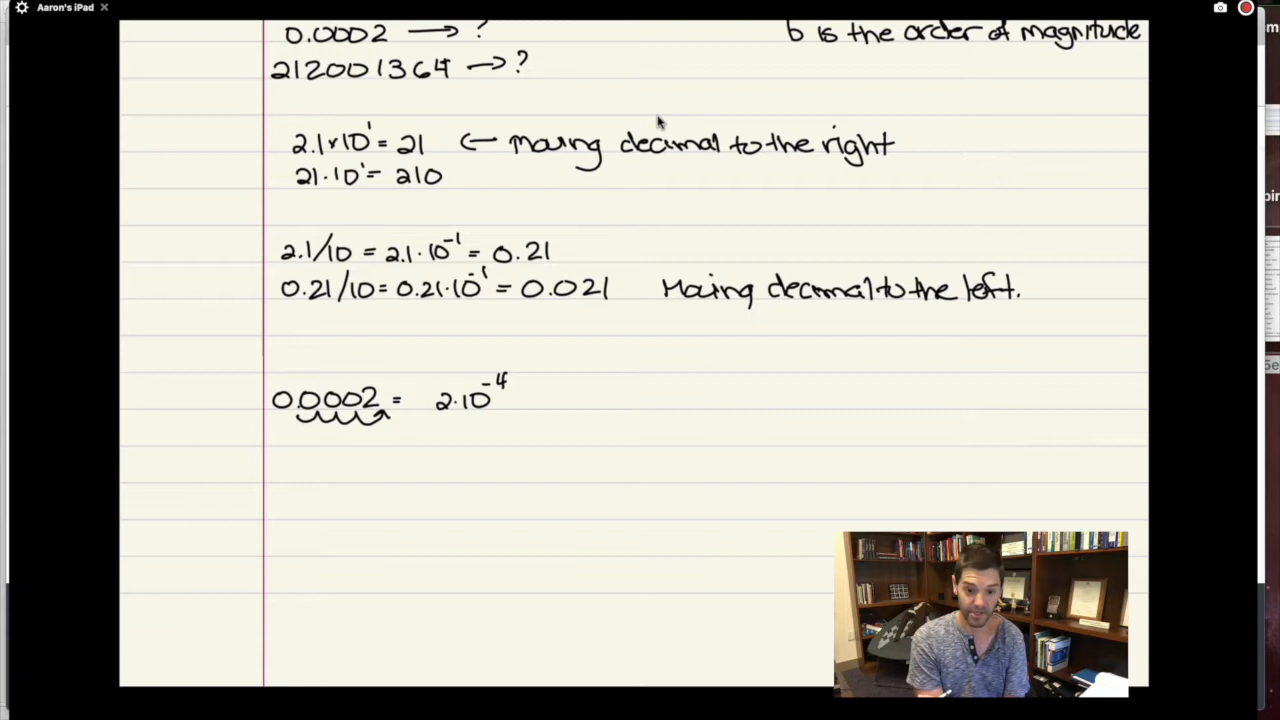 Aaron's iPad
0.0002 → ?
b is the order of magnitude
212001364 → ?
2.1×10¹ = 21 ← moving decimal to the right
21·10¹ = 210
2.1/10 = 2.1·10⁻¹ = 0.21
0.21/10 = 0.21·10⁻¹ = 0.021 Moving decimal to the left.
0.0002 = 2·10⁻⁴